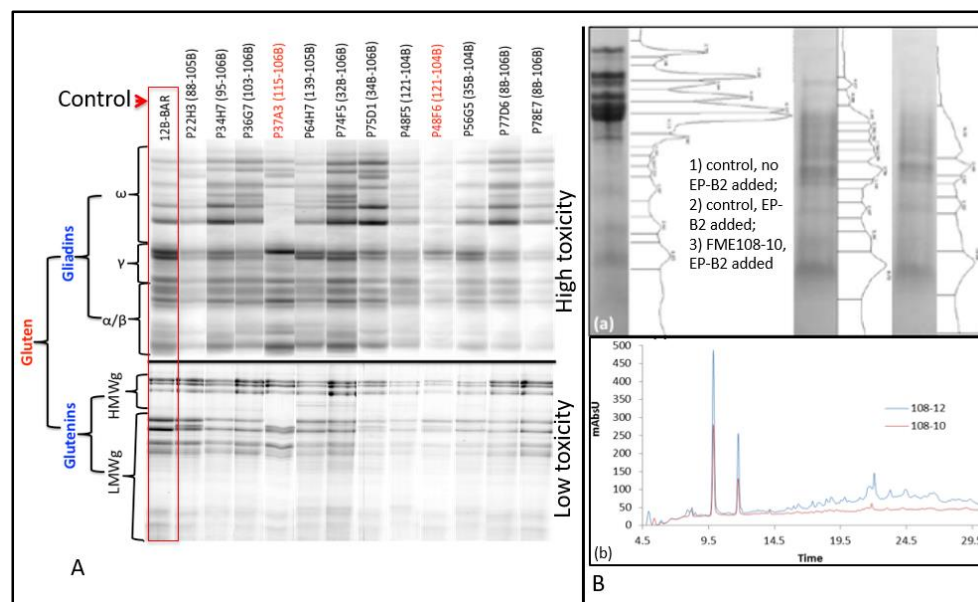 Control
12B-BAR
P22H3 (88-105B)
P34H7 (95-106B)
P36G7 (103-106B)
P37A3 (115-106B)
P64H7 (139-105B)
P74F5 (32B-106B)
P75D1 (34B-106B)
P48F5 (121-104B)
P48F6 (121-104B)
P56G5 (35B-104B)
P77D6 (8B-106B)
P78E7 (8B-106B)
Gluten
Gliadins
ω
γ
α/β
High toxicity
Glutenins
HMWg
LMWg
Low toxicity
A
1) control, no
EP-B2 added;
2) control, EP-
B2 added;
3) FME108-10,
EP-B2 added
(a)
mAbsU
500
450
400
350
300
250
200
150
100
50
0
108-12
108-10
4.5 9.5 14.5 19.5 24.5 29.5
Time
(b)
B